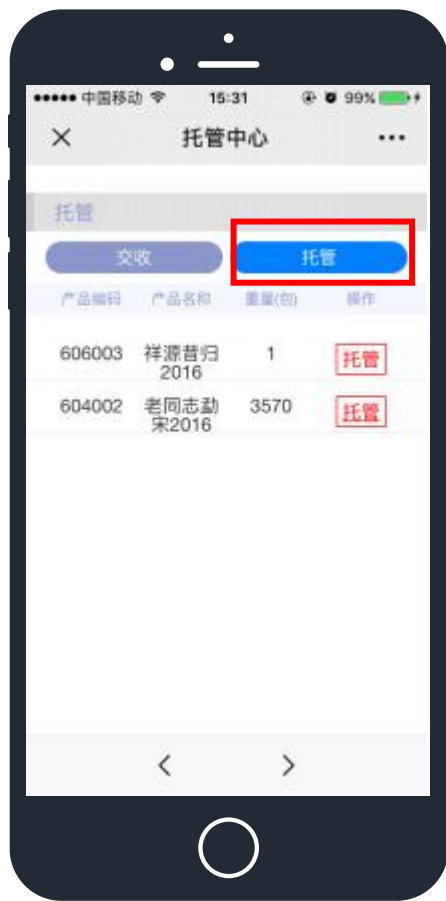 中国移动 15:31 99%
托管中心
托管
交收 托管
产品编码 产品名称 重量(包) 操作
606003 祥源昔归 1 托管
2016
604002 老同志勐 3570 托管
宋2016